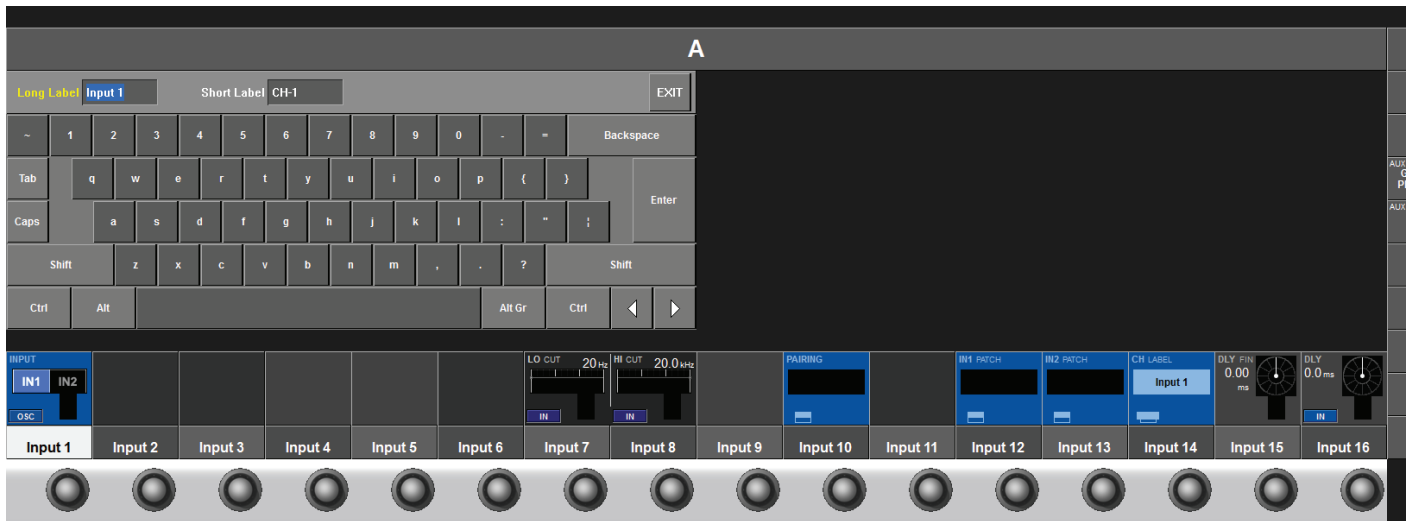 A
Long Label Input 1 Short Label CH-1 EXIT
~ 1 2 3 4 5 6 7 8 9 0 - = Backspace
Tab q w e r t y u i o p { }
Enter
Caps a s d f g h j k l : " ¦
Shift z x c v b n m , . ? Shift
Ctrl Alt Alt Gr Ctrl
AUX
AUX
INPUT
IN1 IN2
OSC
LO CUT 20 Hz
IN
HI CUT 20.0 kHz
IN
PAIRING
IN1 PATCH
IN2 PATCH
CH LABEL
Input 1
DLY FIN
0.00
ms
DLY
0.0 ms
IN
Input 1 Input 2 Input 3 Input 4 Input 5 Input 6 Input 7 Input 8 Input 9 Input 10 Input 11 Input 12 Input 13 Input 14 Input 15 Input 16